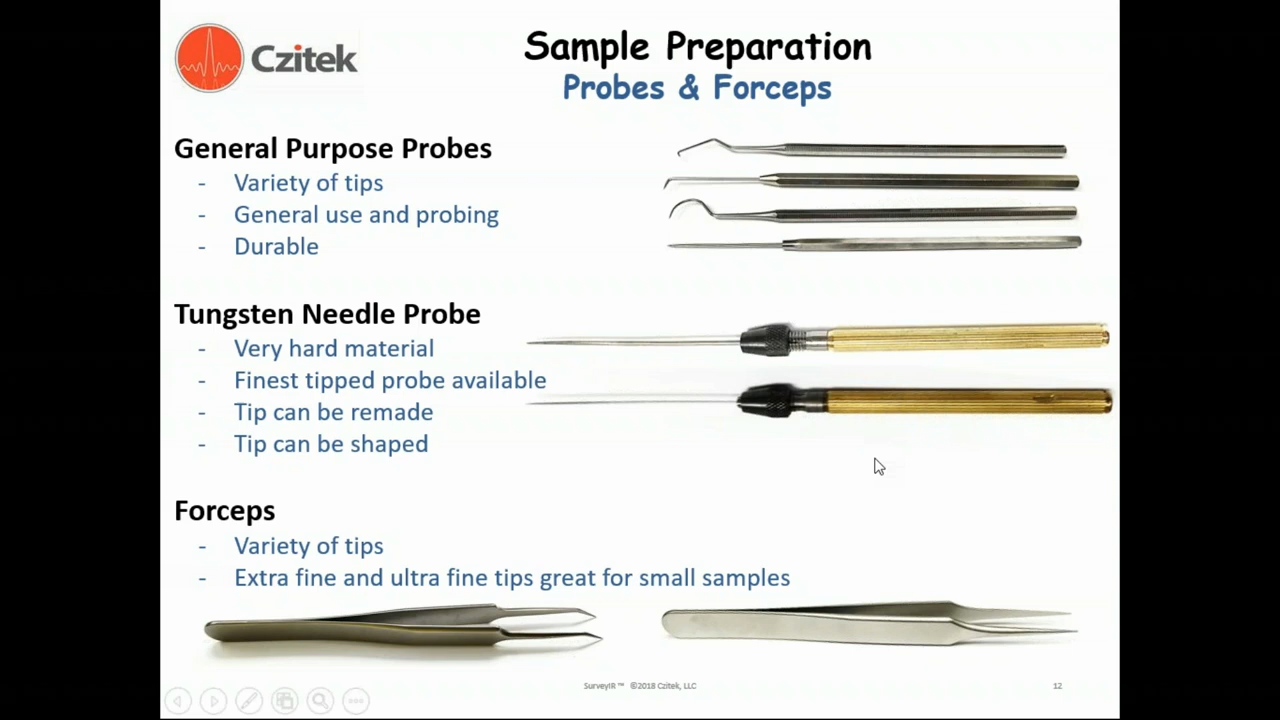 Czitek
Sample Preparation
Probes & Forceps
General Purpose Probes
- Variety of tips
- General use and probing
- Durable
Tungsten Needle Probe
- Very hard material
- Finest tipped probe available
- Tip can be remade
- Tip can be shaped
Forceps
- Variety of tips
- Extra fine and ultra fine tips great for small samples
SurveyIR™ ©2018 Czitek, LLC
12